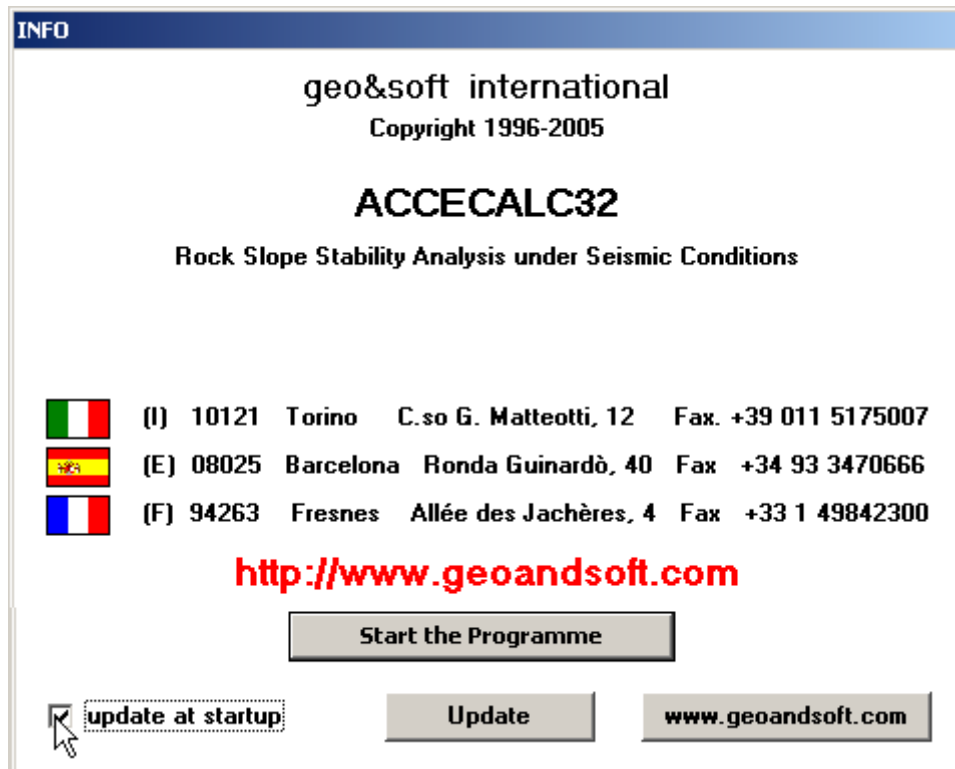 INFO
geo&soft international
Copyright 1996-2005
ACCECALC32
Rock Slope Stability Analysis under Seismic Conditions
(I) 10121 Torino C.so G. Matteotti, 12 Fax. +39 011 5175007
(E) 08025 Barcelona Ronda Guinardò, 40 Fax +34 93 3470666
(F) 94263 Fresnes Allée des Jachères, 4 Fax +33 1 49842300
http://www.geoandsoft.com
Start the Programme
update at startup Update www.geoandsoft.com